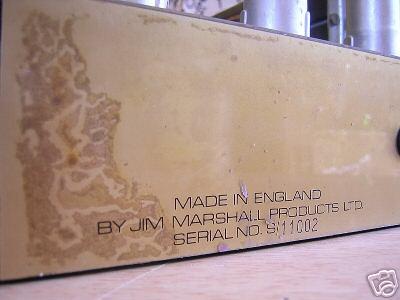 MADE IN ENGLAND
BY JIM MARSHALL PRODUCTS LTD.
SERIAL NO. S/11002